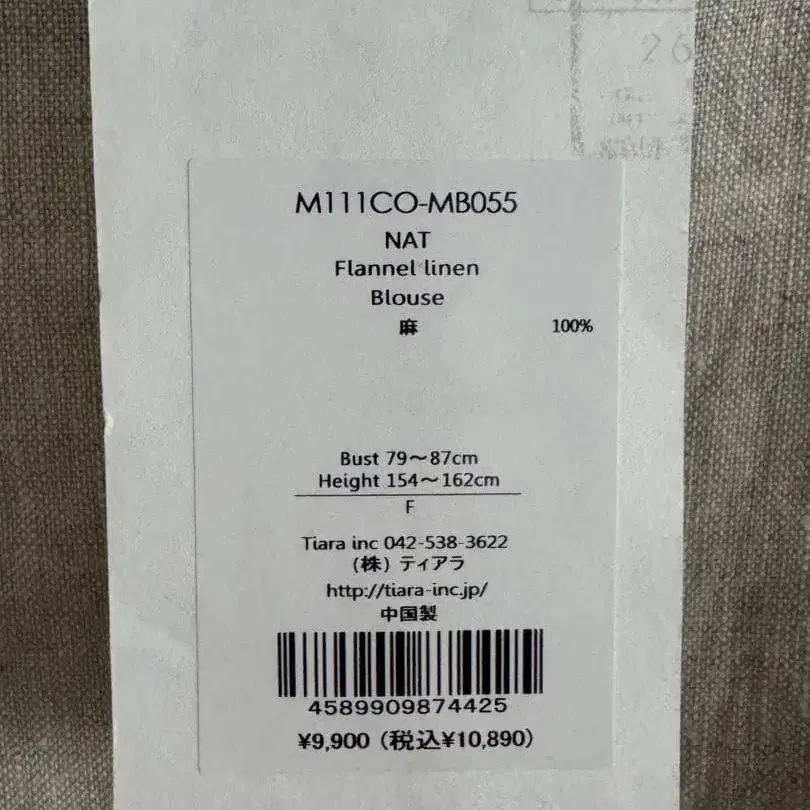 26
M111CO-MB055
NAT
Flannel linen
Blouse
麻 100%
Bust 79～87cm
Height 154～162cm
F
Tiara inc 042-538-3622
（株）ティアラ
http://tiara-inc.jp/
中国製
4589909874425
¥9,900（税込¥10,890）